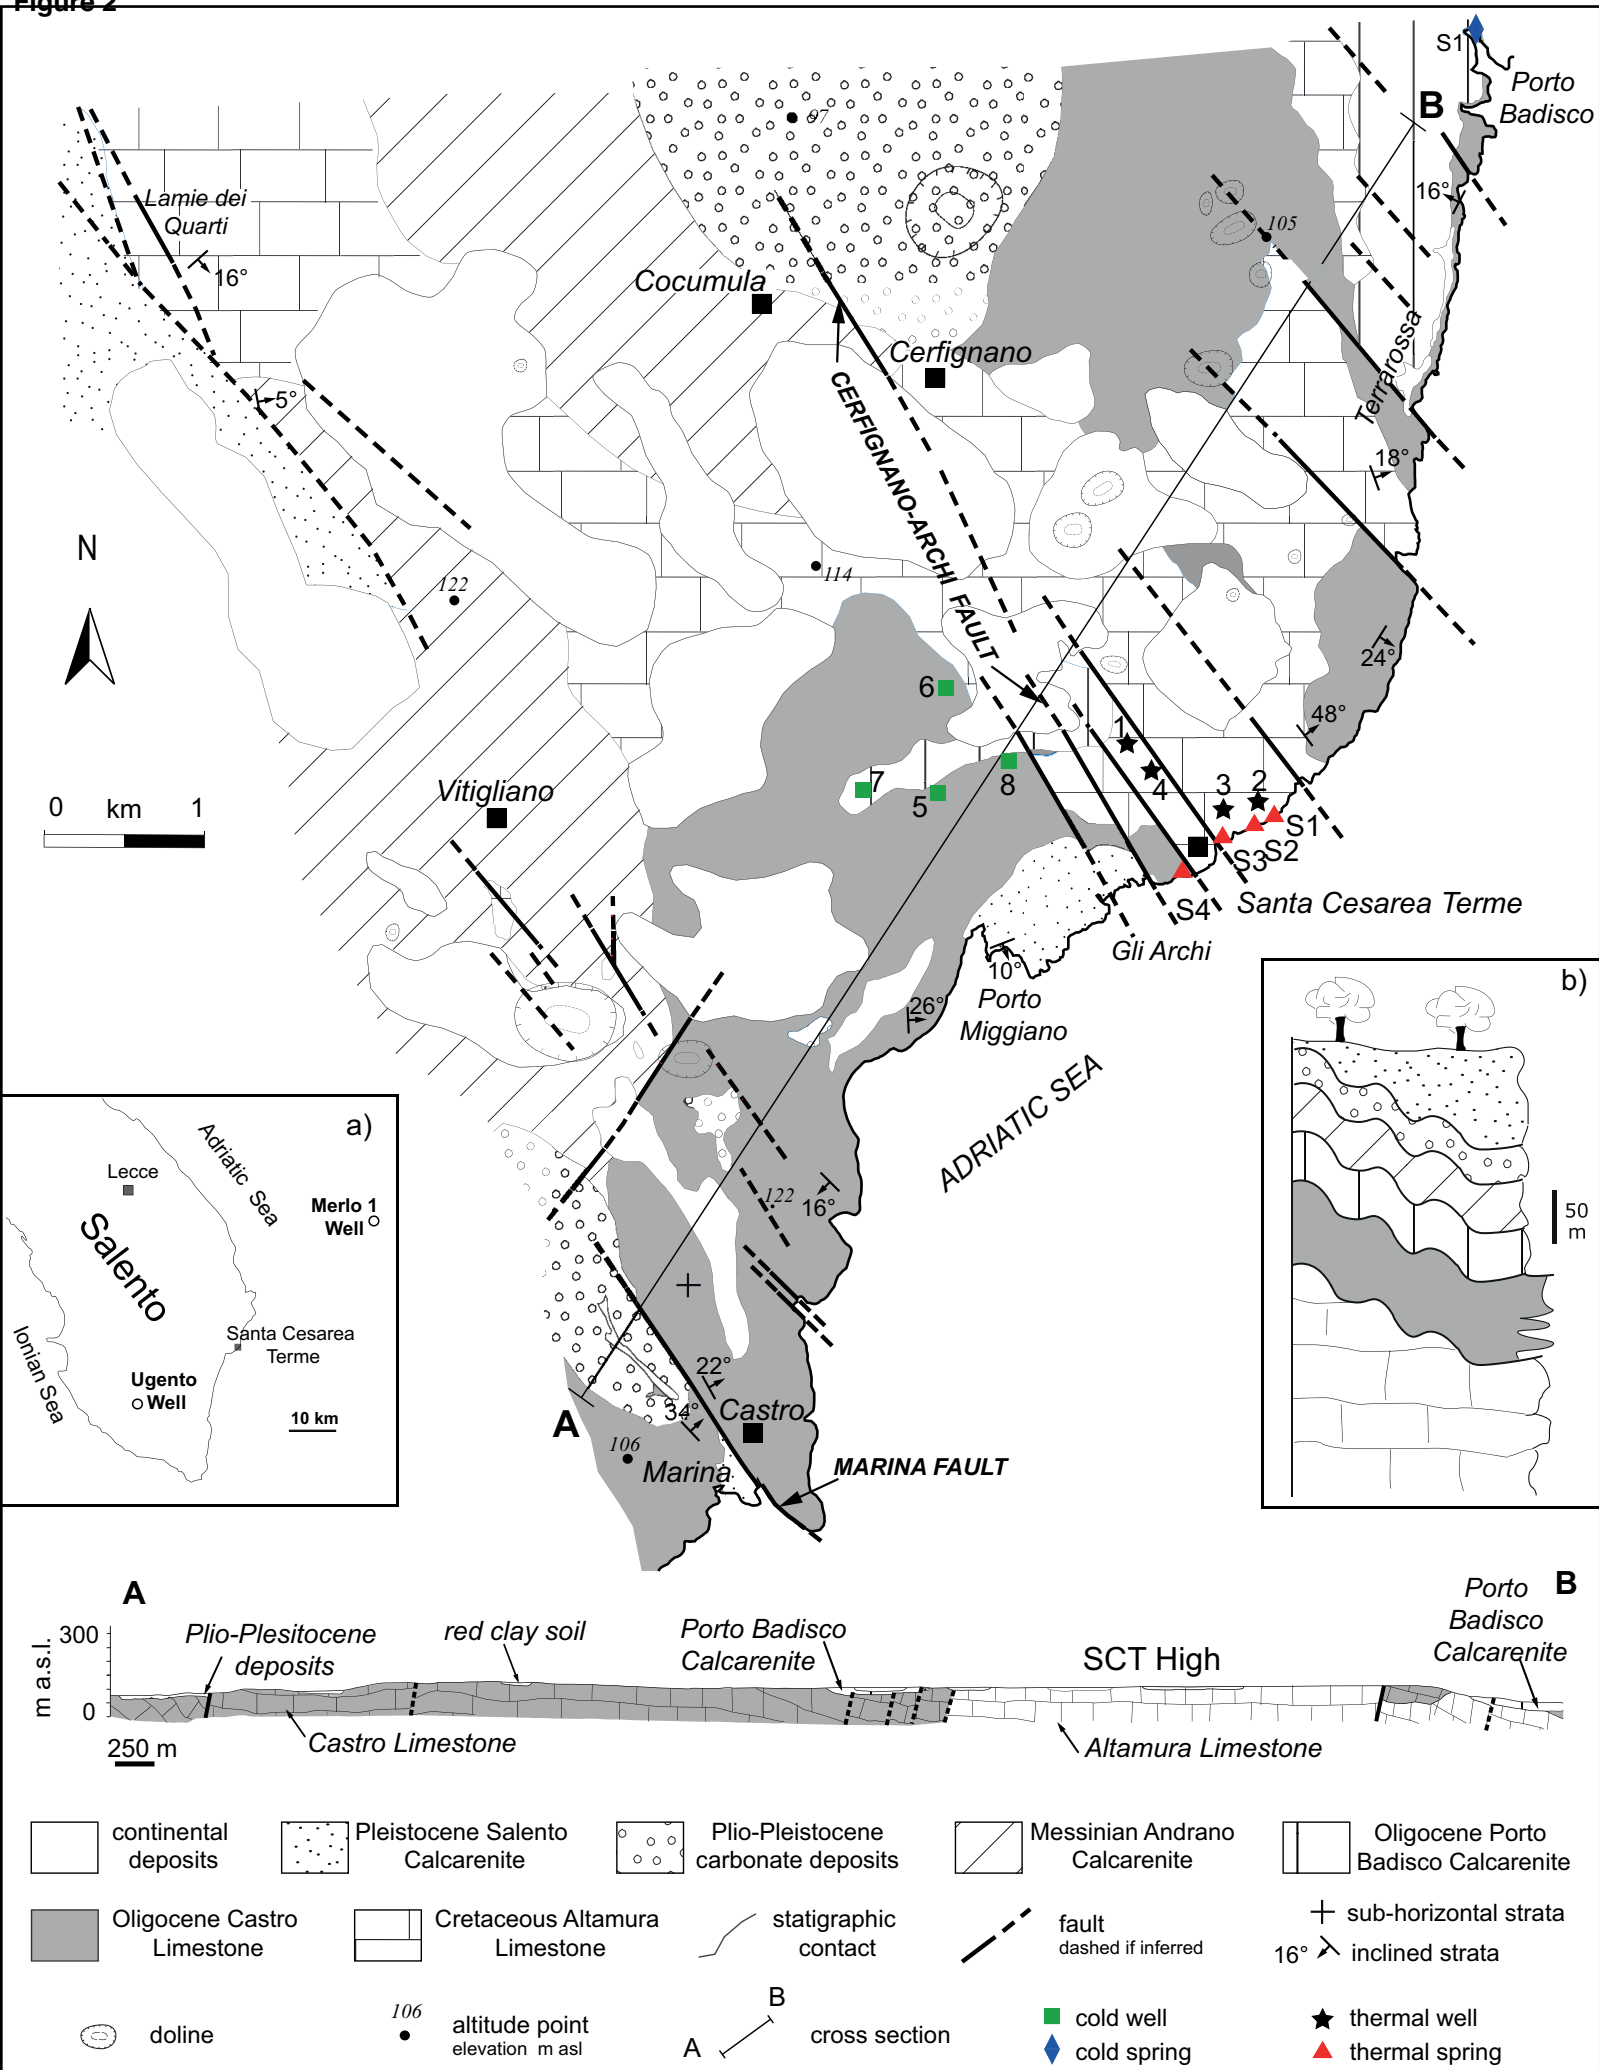 Figure 2
S1
Porto
Badisco
B
97
16°
Lamie dei
Quarti
105
16°
Cocumula
Cerfignano
Terrarossa
5°
CERFIGNANO-ARCHI FAULT
18°
N
122
114
24°
6
48°
1
0 km 1
Vitigliano
7
5
8
4
3
2
S1
S2
S3
S4
Santa Cesarea Terme
Gli Archi
10°
Porto
Miggiano
26°
ADRIATIC SEA
b)
50
m
a)
Lecce
Adriatic Sea
Merlo 1
Well
Salento
Santa Cesarea
Terme
Ionian Sea
Ugento
Well
10 km
122
16°
22°
34°
Castro
A
106
Marina
MARINA FAULT
A
B
Porto
Badisco
Calcarenite
300
0
m a.s.l.
Plio-Plesitocene
deposits
red clay soil
Porto Badisco
Calcarenite
SCT High
250 m
Castro Limestone
Altamura Limestone
continental
deposits
Pleistocene Salento
Calcarenite
Plio-Pleistocene
carbonate deposits
Messinian Andrano
Calcarenite
Oligocene Porto
Badisco Calcarenite
Oligocene Castro
Limestone
Cretaceous Altamura
Limestone
statigraphic
contact
fault
dashed if inferred
sub-horizontal strata
16° inclined strata
doline
106
altitude point
elevation m asl
A
B
cross section
cold well
cold spring
thermal well
thermal spring